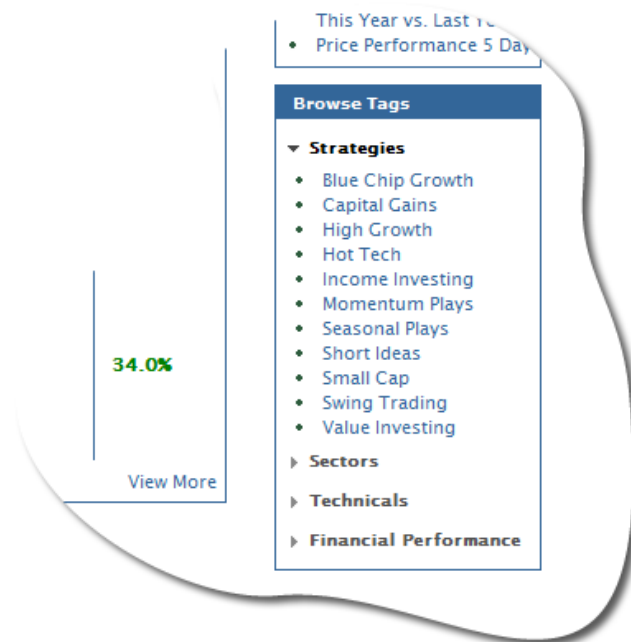 This Year vs. Last
Price Performance 5 Day
Browse Tags
Strategies
Blue Chip Growth
Capital Gains
High Growth
Hot Tech
Income Investing
Momentum Plays
Seasonal Plays
Short Ideas
Small Cap
Swing Trading
Value Investing
Sectors
Technicals
Financial Performance
34.0%
View More